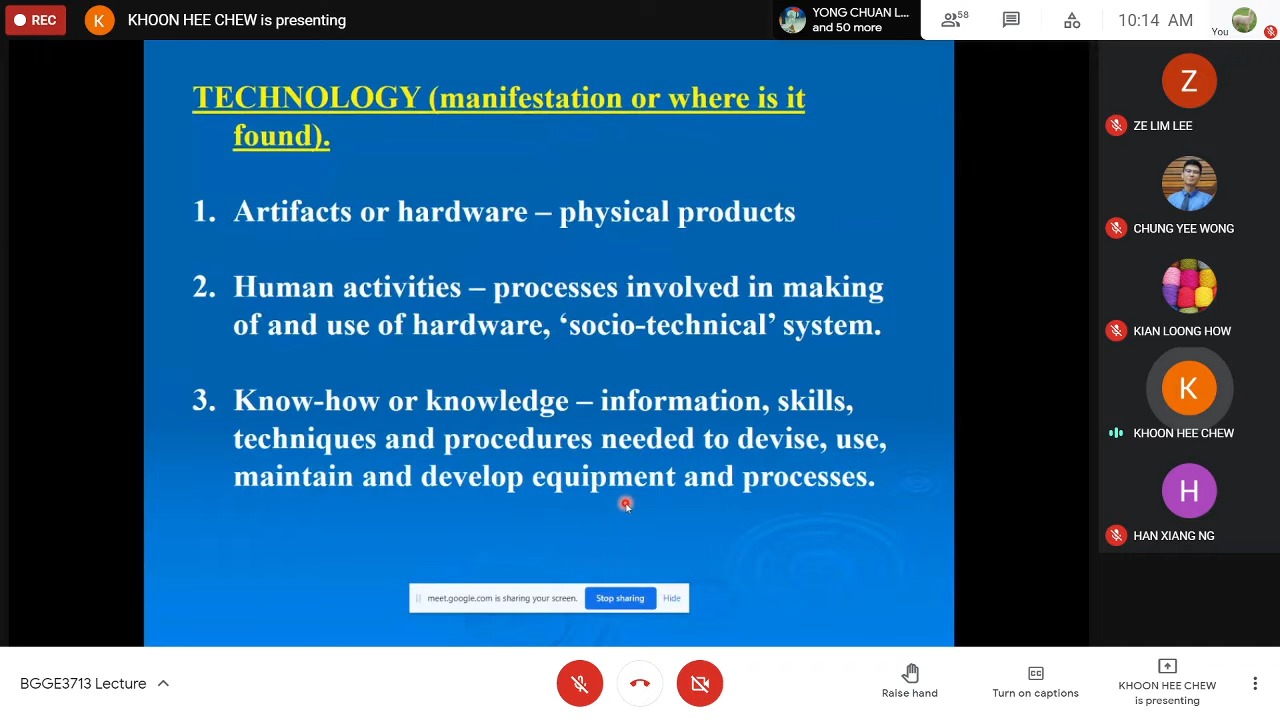 REC
K
KHOON HEE CHEW is presenting
YONG CHUAN L...
and 50 more
58
10:14 AM
You
TECHNOLOGY (manifestation or where is it
found).
1. Artifacts or hardware – physical products
2. Human activities – processes involved in making
of and use of hardware, ‘socio-technical’ system.
3. Know-how or knowledge – information, skills,
techniques and procedures needed to devise, use,
maintain and develop equipment and processes.
meet.google.com is sharing your screen. Stop sharing Hide
Z
ZE LIM LEE
CHUNG YEE WONG
KIAN LOONG HOW
K
KHOON HEE CHEW
H
HAN XIANG NG
BGGE3713 Lecture
Raise hand
CC
Turn on captions
KHOON HEE CHEW
is presenting